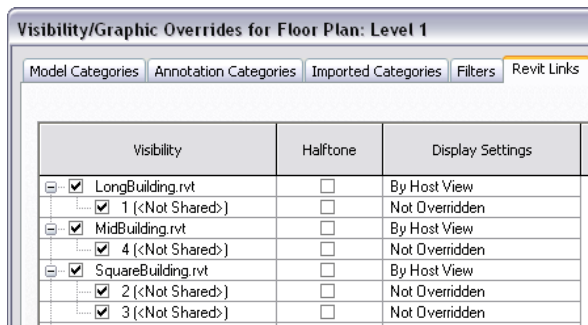 Visibility/Graphic Overrides for Floor Plan: Level 1
Model Categories Annotation Categories Imported Categories Filters Revit Links
Visibility Halftone Display Settings
LongBuilding.rvt By Host View
1 (<Not Shared>) Not Overridden
MidBuilding.rvt By Host View
4 (<Not Shared>) Not Overridden
SquareBuilding.rvt By Host View
2 (<Not Shared>) Not Overridden
3 (<Not Shared>) Not Overridden